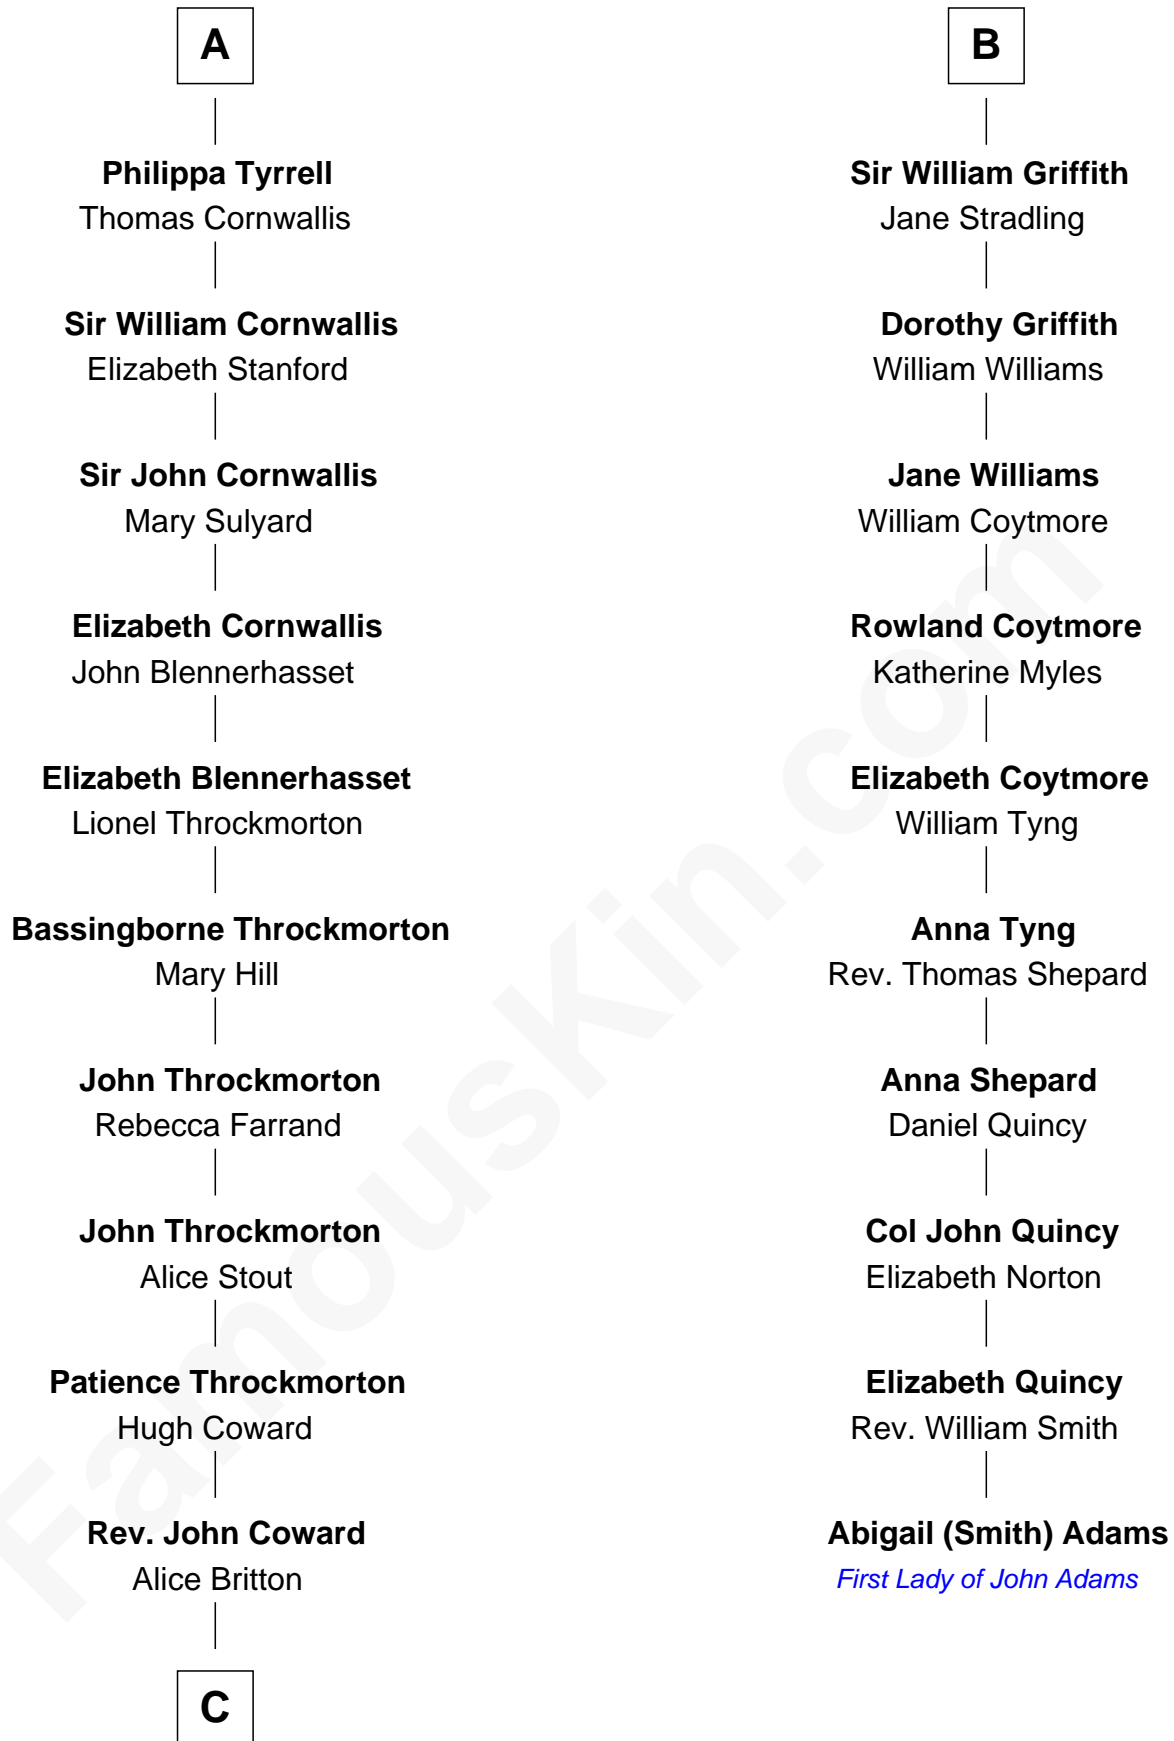 A
Philippa Tyrrell
Thomas Cornwallis
Sir William Cornwallis
Elizabeth Stanford
Sir John Cornwallis
Mary Sulyard
Elizabeth Cornwallis
John Blennerhasset
Elizabeth Blennerhasset
Lionel Throckmorton
Bassingborne Throckmorton
Mary Hill
John Throckmorton
Rebecca Farrand
John Throckmorton
Alice Stout
Patience Throckmorton
Hugh Coward
Rev. John Coward
Alice Britton
C
B
Sir William Griffith
Jane Stradling
Dorothy Griffith
William Williams
Jane Williams
William Coytmore
Rowland Coytmore
Katherine Myles
Elizabeth Coytmore
William Tyng
Anna Tyng
Rev. Thomas Shepard
Anna Shepard
Daniel Quincy
Col John Quincy
Elizabeth Norton
Elizabeth Quincy
Rev. William Smith
Abigail (Smith) Adams
First Lady of John Adams
FamousKin.com